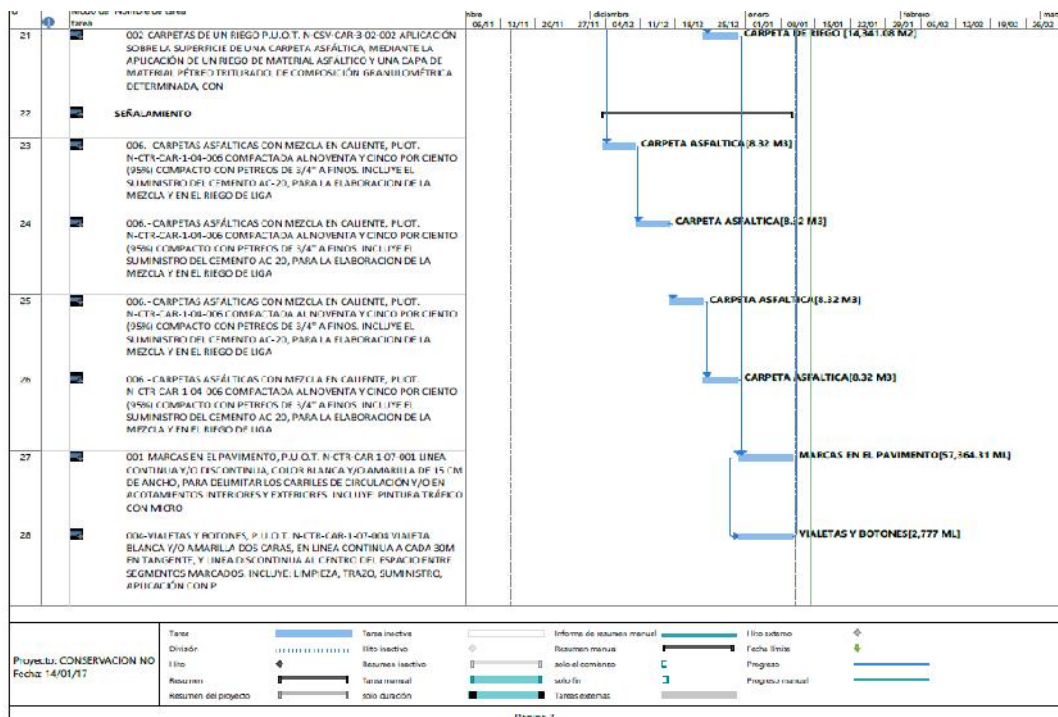 Modo de Nombre de tarea
tarea
diciembre enero febrero
06/11 13/11 20/11 27/11 04/12 11/12 18/12 25/12 01/01 08/01 15/01 22/01 29/01 05/02 12/02 19/02 26/02
21 002 CARPETAS DE UN RIEGO P.U.O.T. N-CSV-CAR-3-02-002 APLICACIÓN CARPETA DE RIEGO [14,341.08 M2]
SOBRE LA SUPERFICIE DE UNA CARPETA ASFÁLTICA, MEDIANTE LA
APLICACIÓN DE UN RIEGO DE MATERIAL ASFÁLTICO Y UNA CAPA DE
MATERIAL PÉTREO TRITURADO, DE COMPOSICIÓN GRANULOMÉTRICA
DETERMINADA, CON
22 SEÑALAMIENTO
23 006. CARPETAS ASFALTICAS CON MEZCLA EN CALIENTE, PUOT. CARPETA ASFALTICA[8.32 M3]
N-CTR-CAR-1-04-006 COMPACTADA AL NOVENTA Y CINCO POR CIENTO
(95%) COMPACTO CON PETREOS DE 3/4" A FINOS. INCLUYE EL
SUMINISTRO DEL CEMENTO AC-20, PARA LA ELABORACION DE LA
MEZCLA Y EN EL RIEGO DE LIGA
24 006.- CARPETAS ASFÁLTICAS CON MEZCLA EN CALIENTE, PUOT. CARPETA ASFALTICA[8.32 M3]
N-CTR-CAR-1-04-006 COMPACTADA AL NOVENTA Y CINCO POR CIENTO
(95%) COMPACTO CON PETREOS DE 3/4" A FINOS. INCLUYE EL
SUMINISTRO DEL CEMENTO AC-20, PARA LA ELABORACION DE LA
MEZCLA Y EN EL RIEGO DE LIGA
25 006.- CARPETAS ASFALTICAS CON MEZCLA EN CALIENTE, PUOT. CARPETA ASFALTICA[8.32 M3]
N-CTR-CAR-1-04-006 COMPACTADA AL NOVENTA Y CINCO POR CIENTO
(95%) COMPACTO CON PETREOS DE 3/4" A FINOS. INCLUYE EL
SUMINISTRO DEL CEMENTO AC-20, PARA LA ELABORACION DE LA
MEZCLA Y EN EL RIEGO DE LIGA
26 006.- CARPETAS ASFÁLTICAS CON MEZCLA EN CALIENTE, PUOT. CARPETA ASFALTICA[8.32 M3]
N-CTR-CAR-1-04-006 COMPACTADA AL NOVENTA Y CINCO POR CIENTO
(95%) COMPACTO CON PETREOS DE 3/4" A FINOS. INCLUYE EL
SUMINISTRO DEL CEMENTO AC-20, PARA LA ELABORACION DE LA
MEZCLA Y EN EL RIEGO DE LIGA
27 001 MARCAS EN EL PAVIMENTO, P.U.O.T. N-CTR-CAR-1-07-001 LINEA MARCAS EN EL PAVIMENTO[57,364.31 ML]
CONTINUA Y/O DISCONTINUA, COLOR BLANCA Y/O AMARILLA DE 15 CM
DE ANCHO, PARA DELIMITAR LOS CARRILES DE CIRCULACIÓN Y/O EN
ACOTAMIENTOS INTERIORES Y EXTERIORES. INCLUYE: PINTURA TRÁFICO
CON MICRO
28 004-VIALETAS Y BOTONES, P.U.O.T. N-CTR-CAR-1-07-004 VIALETA VIALETAS Y BOTONES[2,777 ML]
BLANCA Y/O AMARILLA DOS CARAS, EN LINEA CONTINUA A CADA 30M
EN TANGENTE, Y LINEA DISCONTINUA AL CENTRO DEL ESPACIO ENTRE
SEGMENTOS MARCADOS. INCLUYE: LIMPIEZA, TRAZO, SUMINISTRO,
APLICACIÓN CON P
Proyecto: CONSERVACION NO
Fecha: 14/01/17
Tarea Tarea inactiva Informe de resumen manual Hito externo
División Hito inactivo Resumen manual Fecha límite
Hito Resumen inactivo solo el comienzo Progreso
Resumen Tarea manual solo fin Progreso manual
Resumen del proyecto solo duración Tareas externas